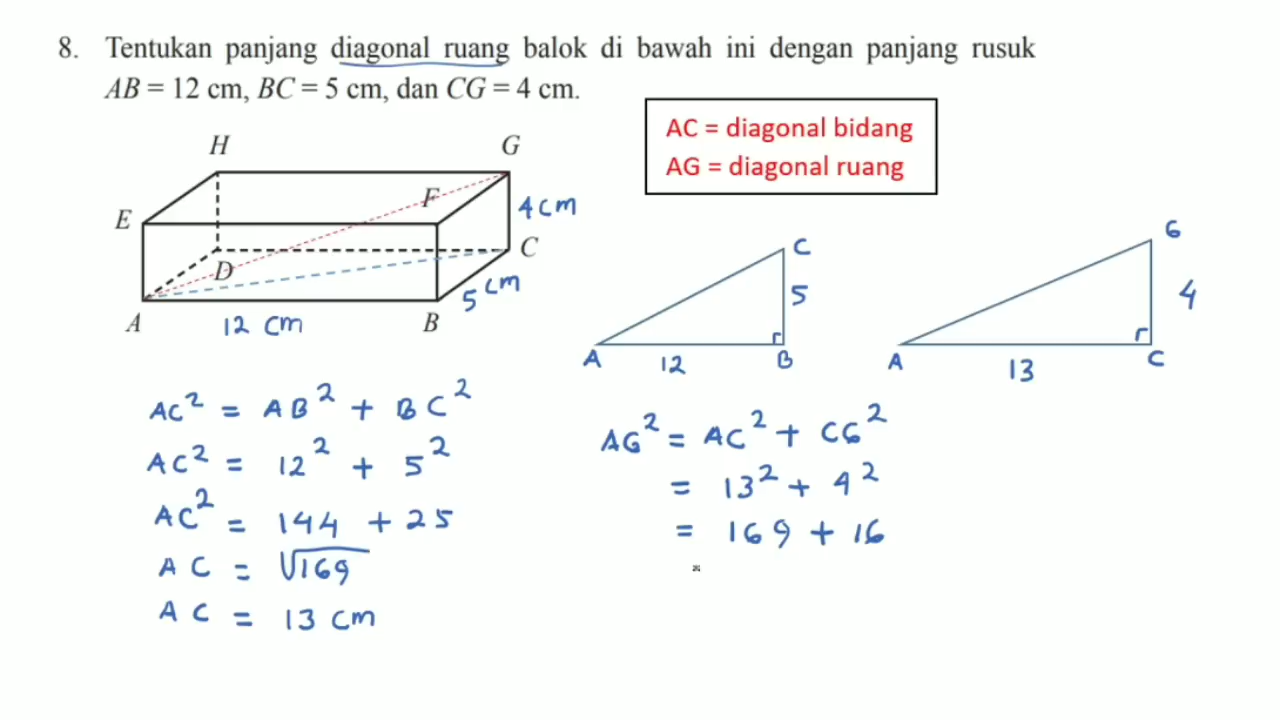 8. Tentukan panjang diagonal ruang balok di bawah ini dengan panjang rusuk
AB = 12 cm, BC = 5 cm, dan CG = 4 cm.
AC = diagonal bidang
AG = diagonal ruang
H
G
E
F
4 cm
D
C
5 cm
A
12 cm
B
C
5
A
12
B
G
4
A
13
C
AC² = AB² + BC²
AC² = 12² + 5²
AC² = 144 + 25
AC = √169
AC = 13 cm
AG² = AC² + CG²
= 13² + 4²
= 169 + 16